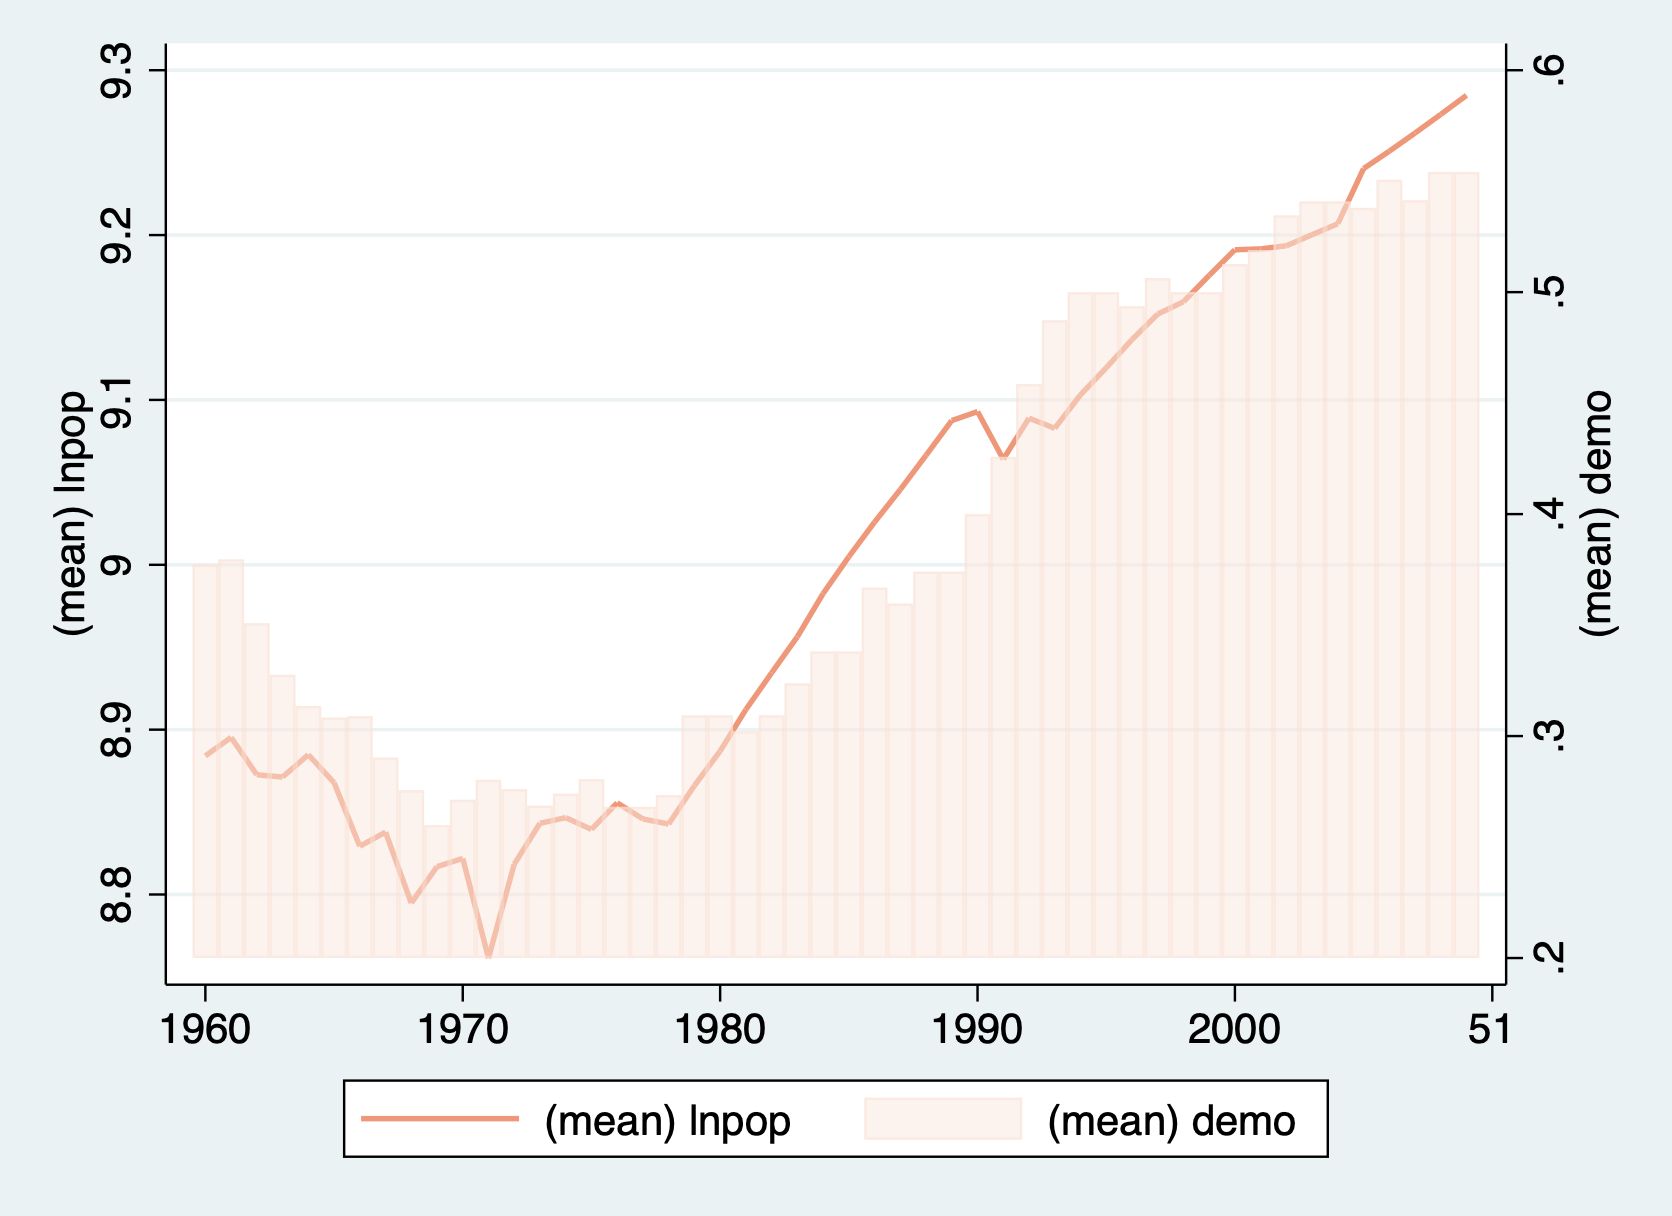 (mean) lnpop
9.3
9.2
9.1
9
8.9
8.8
.6
.5
.4
.3
.2
(mean) demo
1960 1970 1980 1990 2000 51
(mean) lnpop (mean) demo